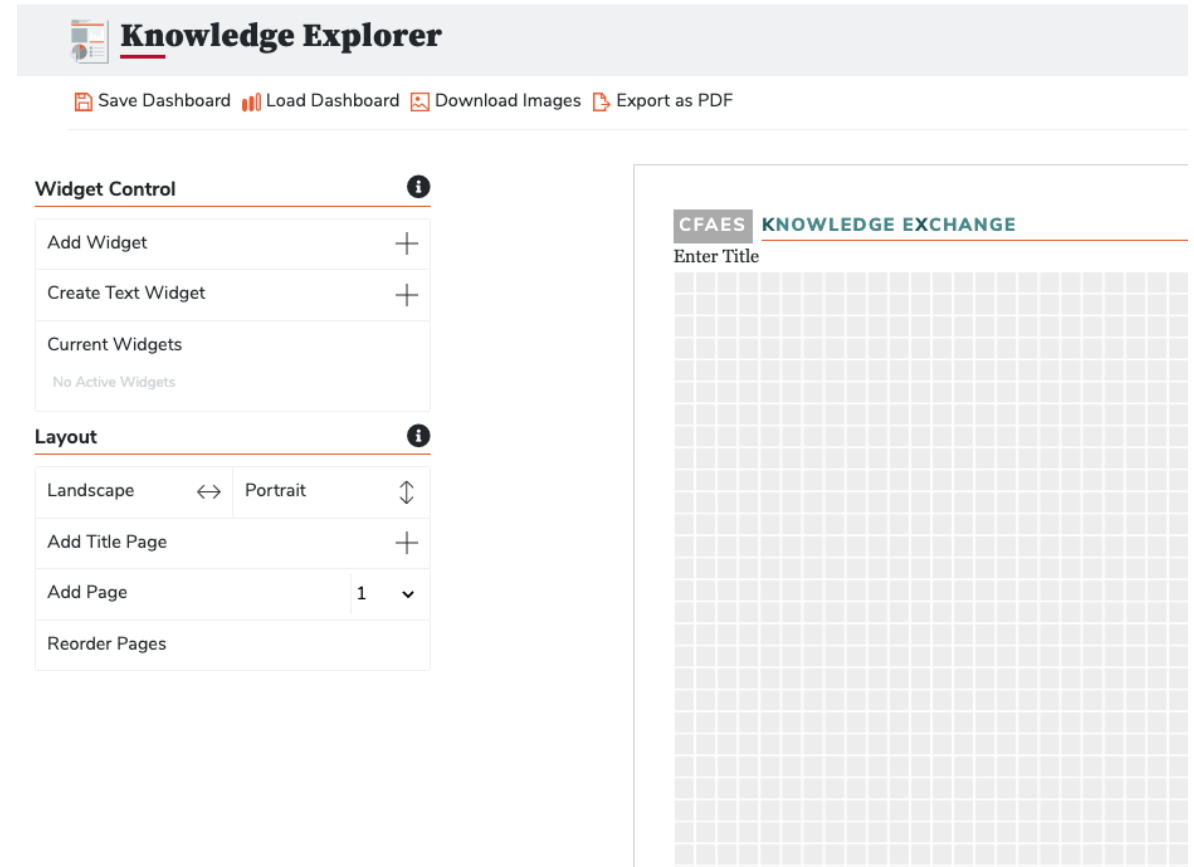 Knowledge Explorer
Save Dashboard Load Dashboard Download Images Export as PDF
Widget Control
Add Widget
Create Text Widget
Current Widgets
No Active Widgets
Layout
Landscape Portrait
Add Title Page
Add Page 1
Reorder Pages
CFAES KNOWLEDGE EXCHANGE
Enter Title